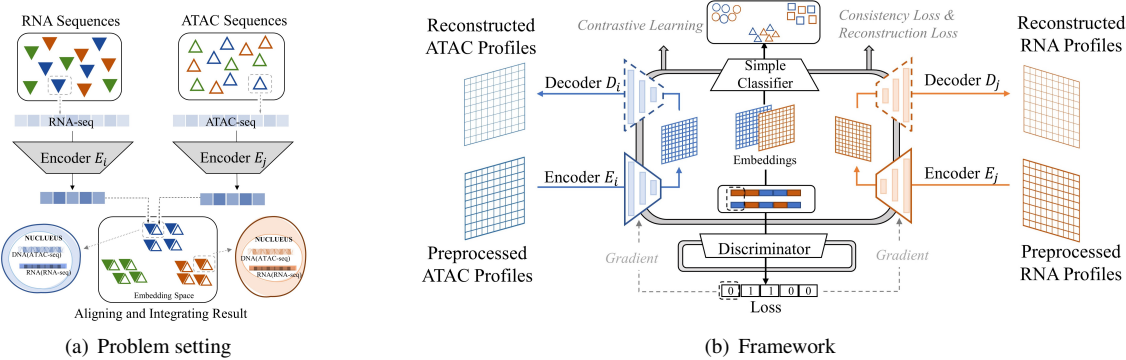 RNA Sequences
ATAC Sequences
RNA-seq
ATAC-seq
Encoder E_i
Encoder E_j
NUCLUEUS
DNA(ATAC-seq)
RNA(RNA-seq)
NUCLUEUS
DNA(ATAC-seq)
RNA(RNA-seq)
Embedding Space
Aligning and Integrating Result
(a) Problem setting
Reconstructed
ATAC Profiles
Contrastive Learning
Consistency Loss &
Reconstruction Loss
Reconstructed
RNA Profiles
Simple
Classifier
Decoder D_i
Decoder D_j
Embeddings
Encoder E_i
Encoder E_j
Preprocessed
ATAC Profiles
Discriminator
Gradient
Gradient
0 1 1 0 0
Loss
Preprocessed
RNA Profiles
(b) Framework